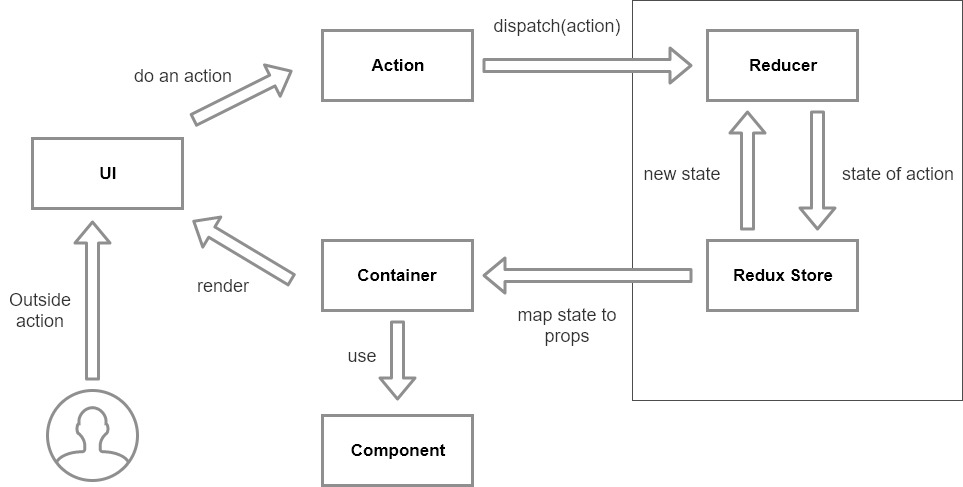 dispatch(action)
Action
Reducer
do an action
UI
new state
state of action
Container
Redux Store
render
Outside
action
map state to
props
use
Component